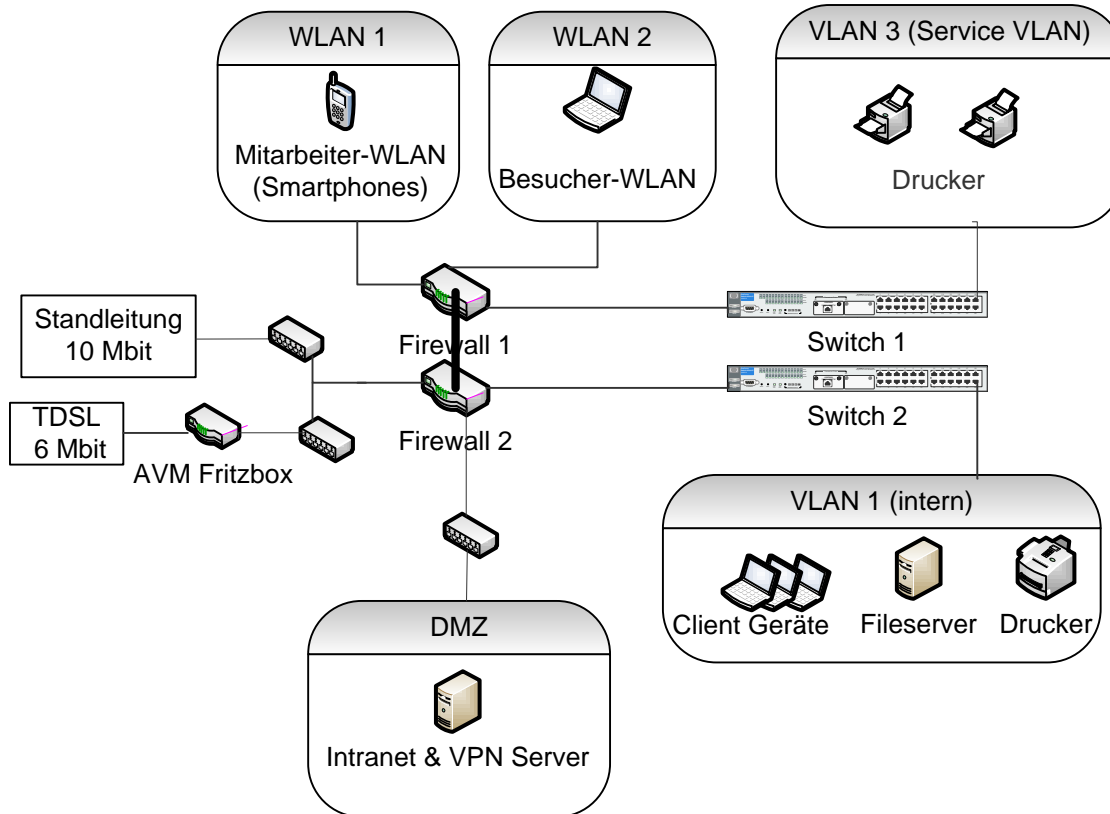 WLAN 1
Mitarbeiter-WLAN
(Smartphones)
WLAN 2
Besucher-WLAN
VLAN 3 (Service VLAN)
Drucker
Standleitung
10 Mbit
TDSL
6 Mbit
AVM Fritzbox
Firewall 1
Firewall 2
Switch 1
Switch 2
VLAN 1 (intern)
Client Geräte
Fileserver
Drucker
DMZ
Intranet & VPN Server